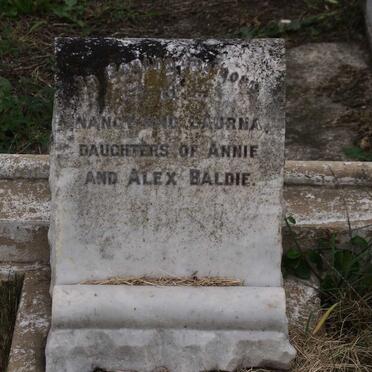 NANCY AND LAURNA,
DAUGHTERS OF ANNIE
AND ALEX BALDIE.